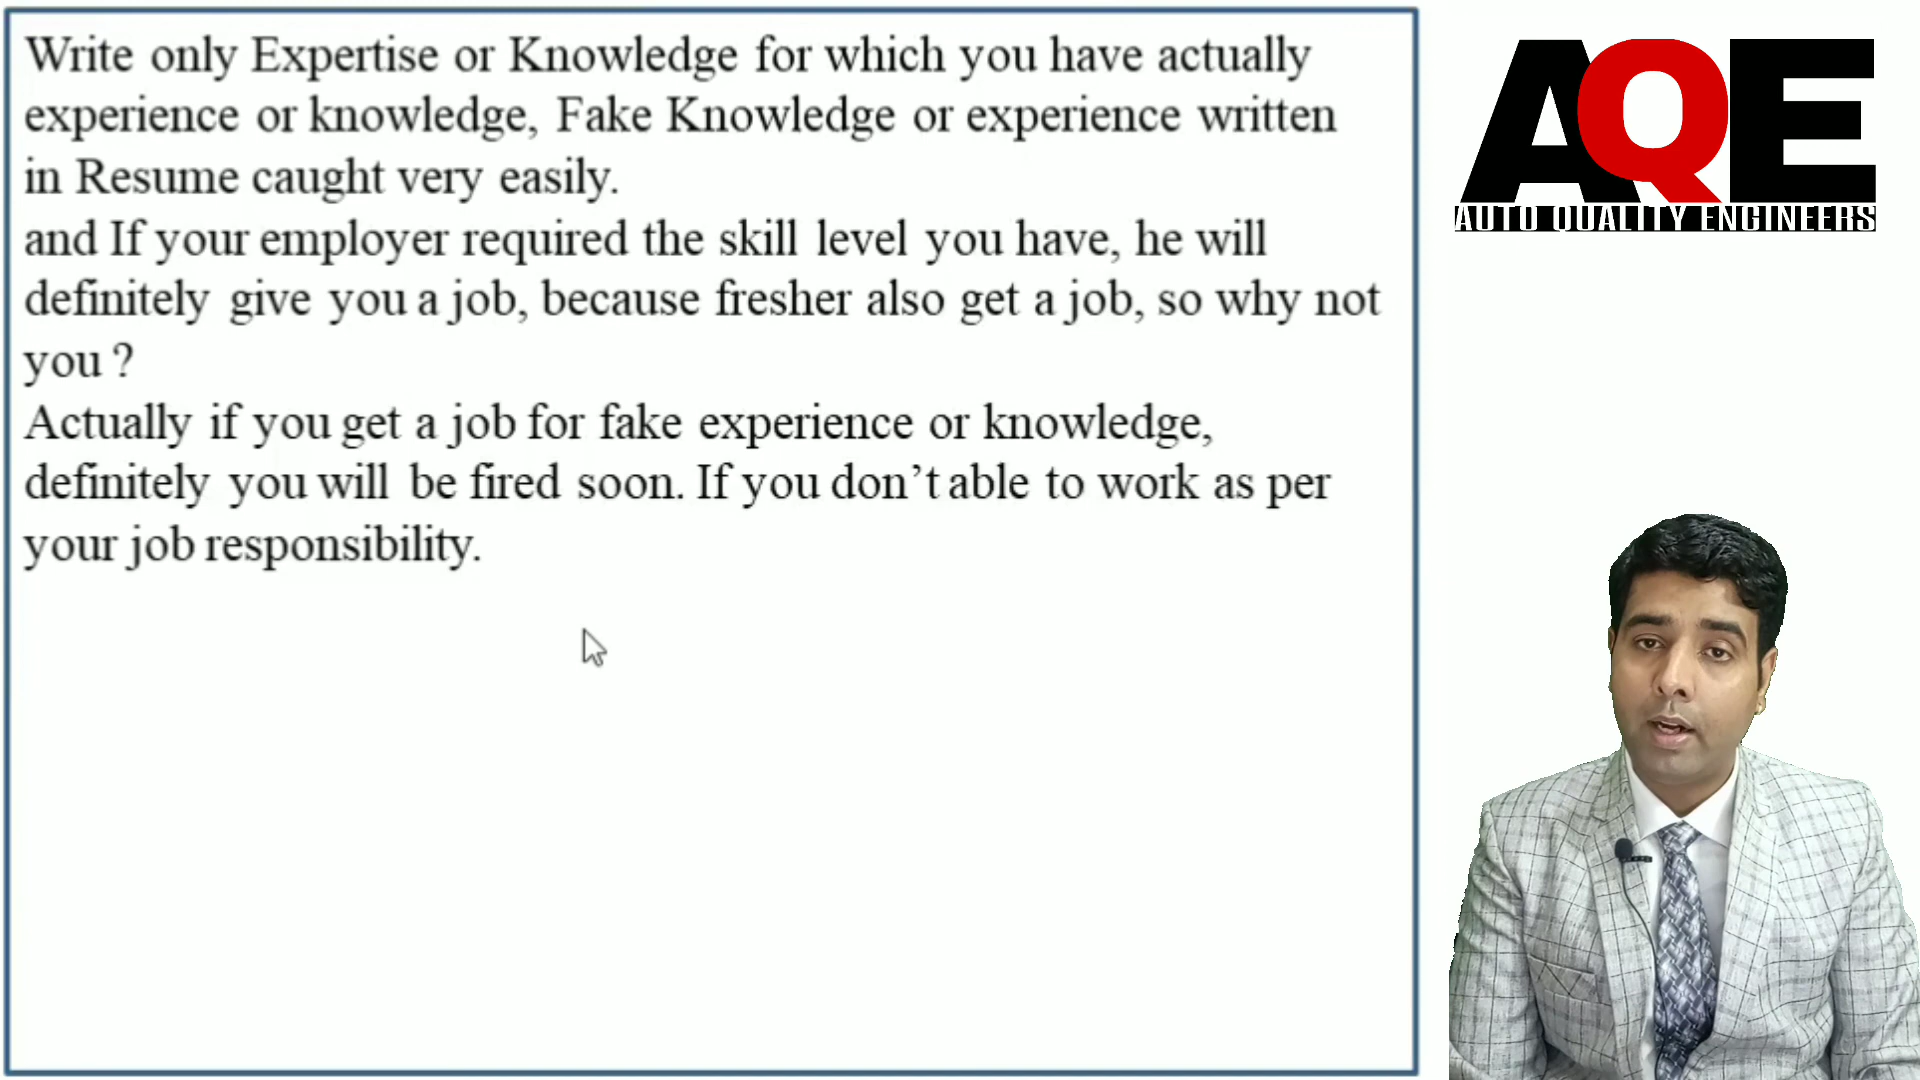 Write only Expertise or Knowledge for which you have actually
experience or knowledge, Fake Knowledge or experience written
in Resume caught very easily.
and If your employer required the skill level you have, he will
definitely give you a job, because fresher also get a job, so why not
you ?
Actually if you get a job for fake experience or knowledge,
definitely you will be fired soon. If you don’t able to work as per
your job responsibility.
AQE
AUTO QUALITY ENGINEERS